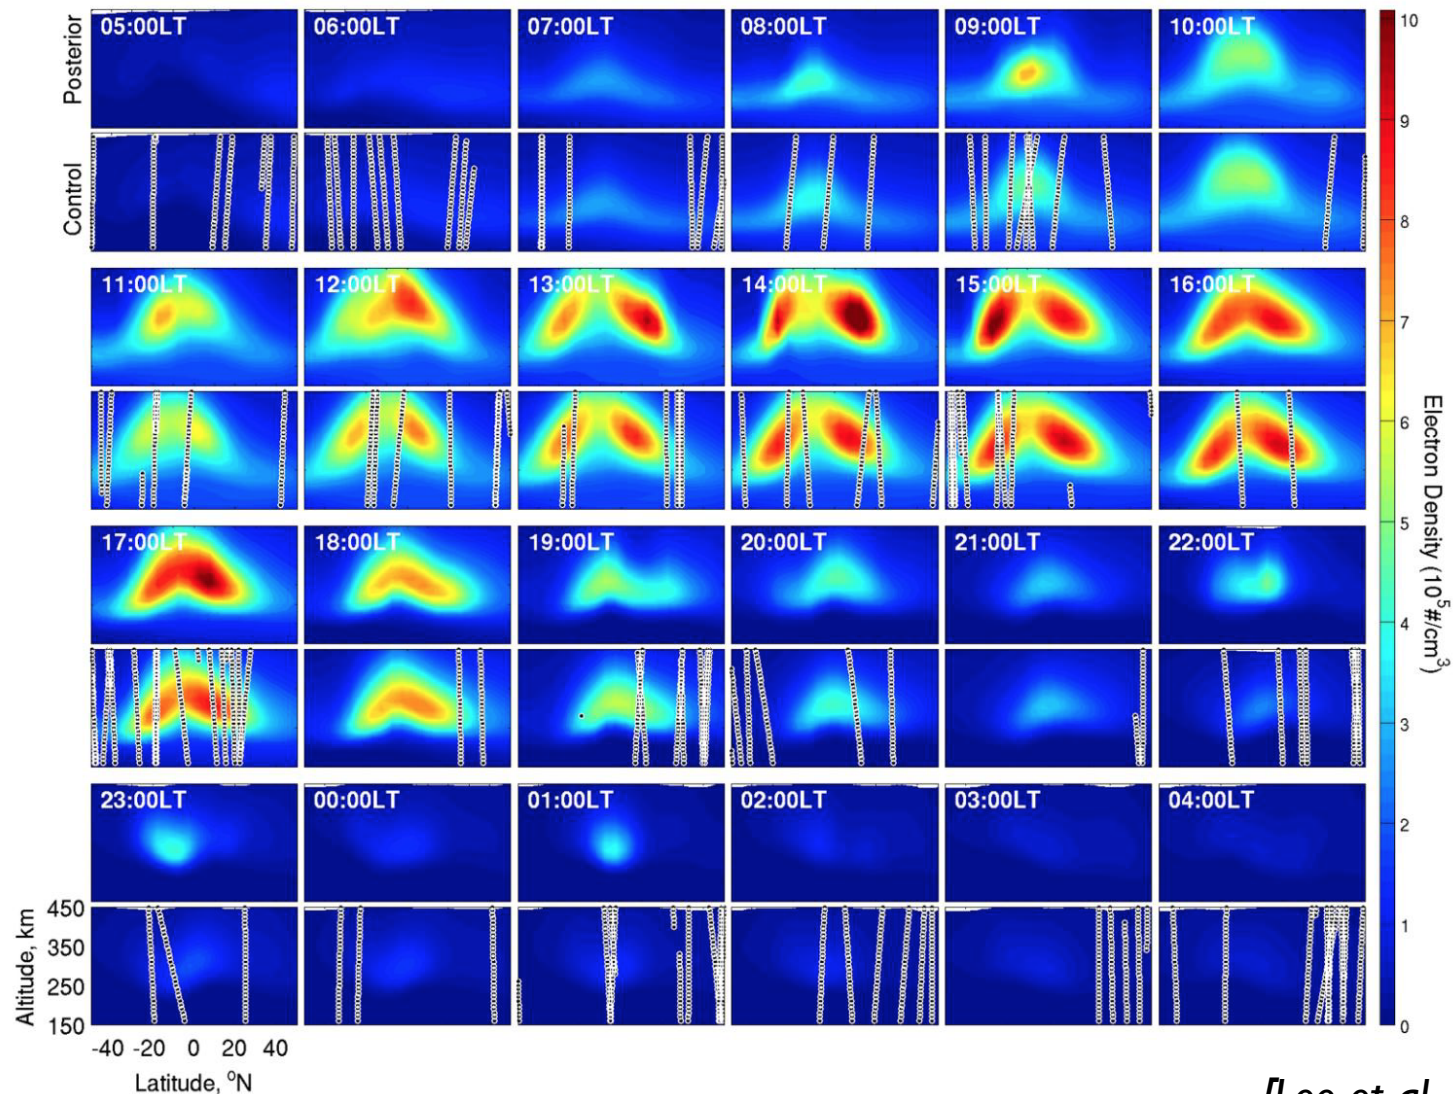 Posterior
05:00LT 06:00LT 07:00LT 08:00LT 09:00LT 10:00LT
Control
11:00LT 12:00LT 13:00LT 14:00LT 15:00LT 16:00LT
17:00LT 18:00LT 19:00LT 20:00LT 21:00LT 22:00LT
23:00LT 00:00LT 01:00LT 02:00LT 03:00LT 04:00LT
Altitude, km
450
350
250
150
-40 -20 0 20 40
Latitude, °N
10
9
8
7
6
5
4
3
2
1
0
Electron Density (10⁵#/cm³)